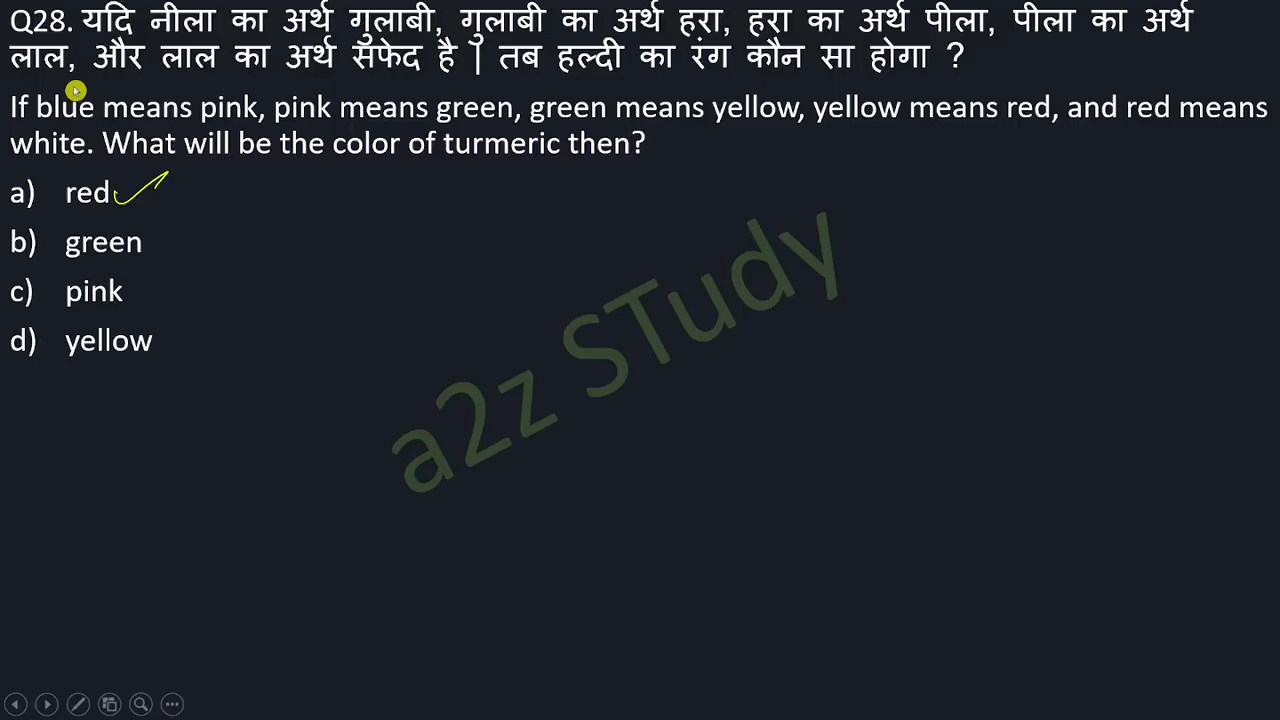 Q28. यदि नीला का अर्थ गुलाबी, गुलाबी का अर्थ हरा, हरा का अर्थ पीला, पीला का अर्थ
लाल, और लाल का अर्थ सफेद है | तब हल्दी का रंग कौन सा होगा ?
If blue means pink, pink means green, green means yellow, yellow means red, and red means
white. What will be the color of turmeric then?
a) red
b) green
c) pink
d) yellow
a2z STudy